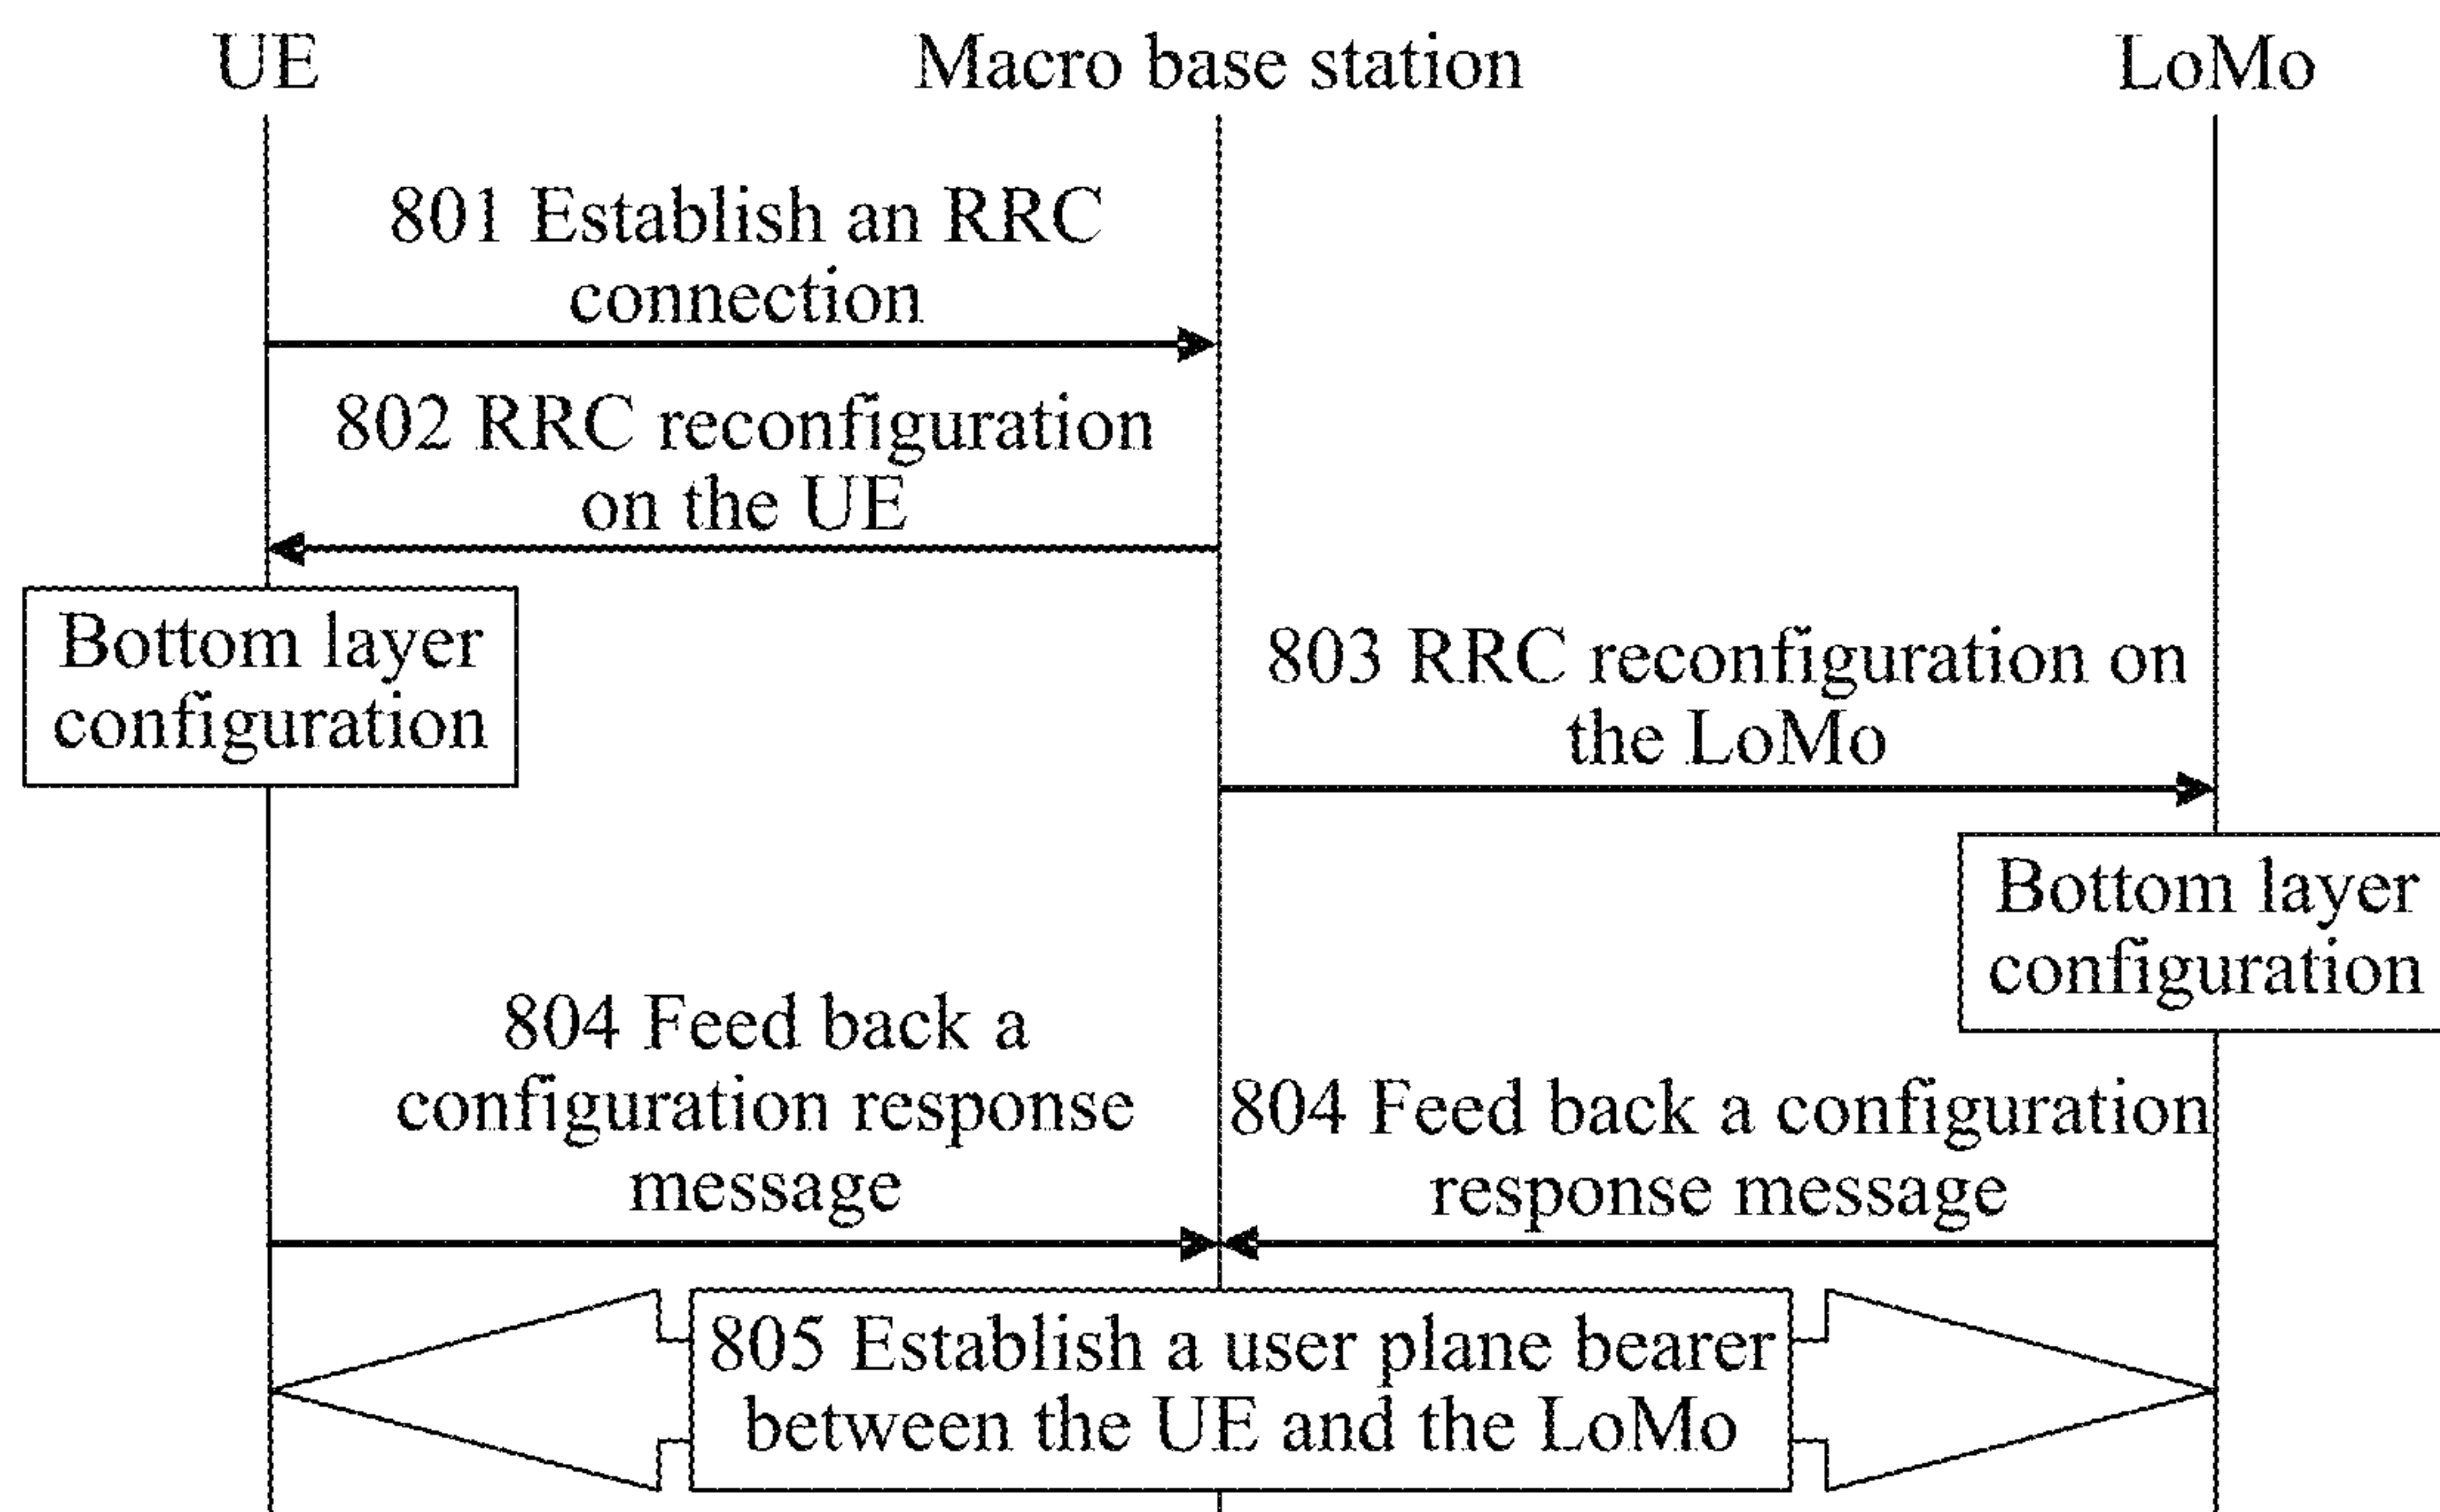 UE
Macro base station
LoMo
801 Establish an RRC
connection
802 RRC reconfiguration
on the UE
Bottom layer
configuration
803 RRC reconfiguration on
the LoMo
Bottom layer
configuration
804 Feed back a
configuration response
message
804 Feed back a configuration
response message
805 Establish a user plane bearer
between the UE and the LoMo